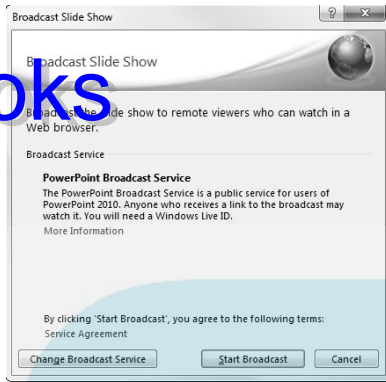 Broadcast Slide Show
Broadcast Slide Show
oks
Broadcast the slide show to remote viewers who can watch in a
Web browser.
Broadcast Service
PowerPoint Broadcast Service
The PowerPoint Broadcast Service is a public service for users of
PowerPoint 2010. Anyone who receives a link to the broadcast may
watch it. You will need a Windows Live ID.
More Information
By clicking 'Start Broadcast', you agree to the following terms:
Service Agreement
Change Broadcast Service
Start Broadcast
Cancel